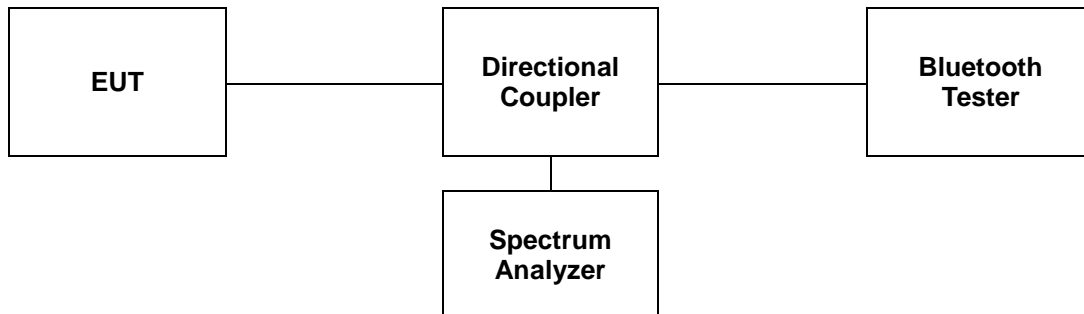 EUT
Directional
Coupler
Bluetooth
Tester
Spectrum
Analyzer